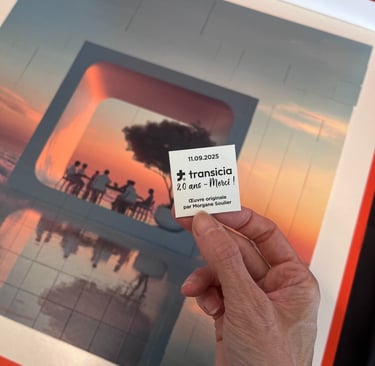 11.09.2025
transicia
20 ans - Merci !
Œuvre originale
par Morgane Soulier